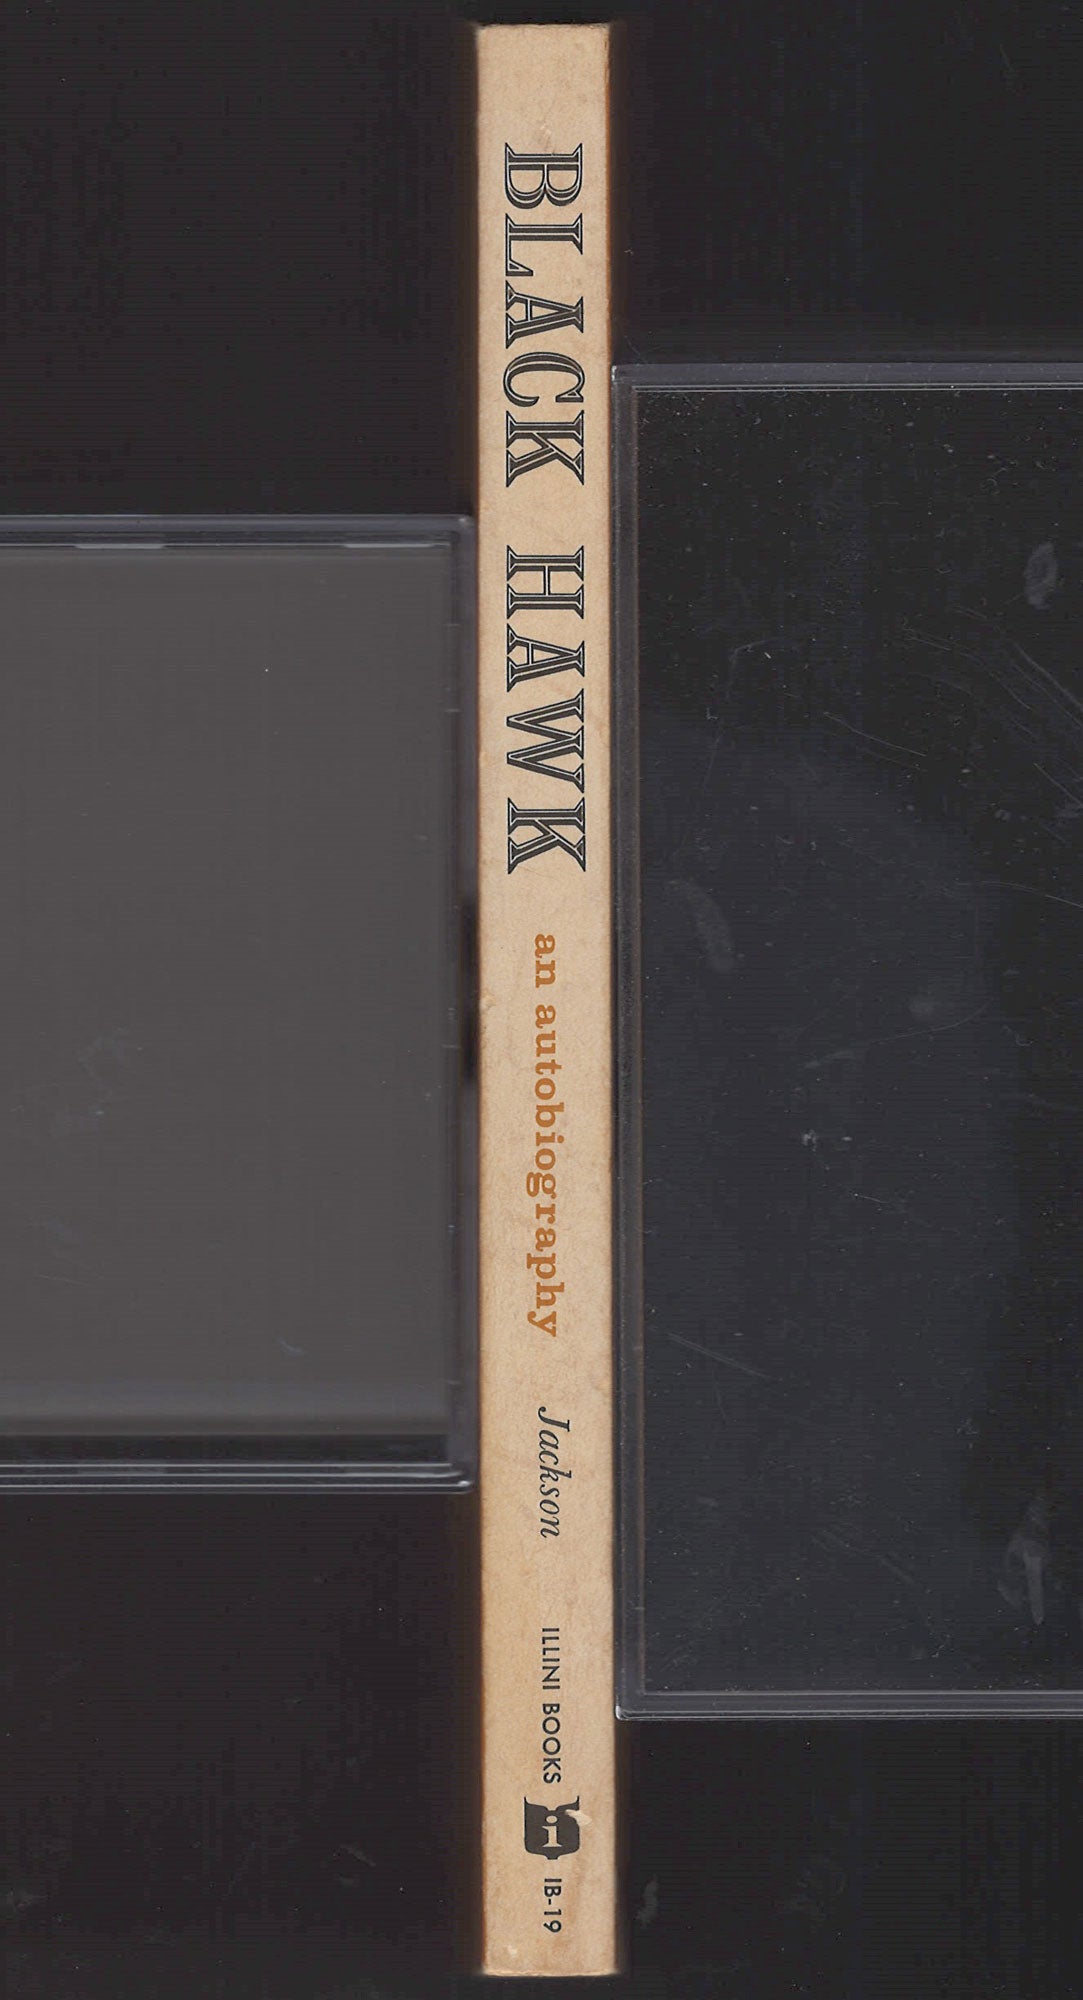 BLACK HAWK an autobiography Jackson ILLINI BOOKS i IB-19